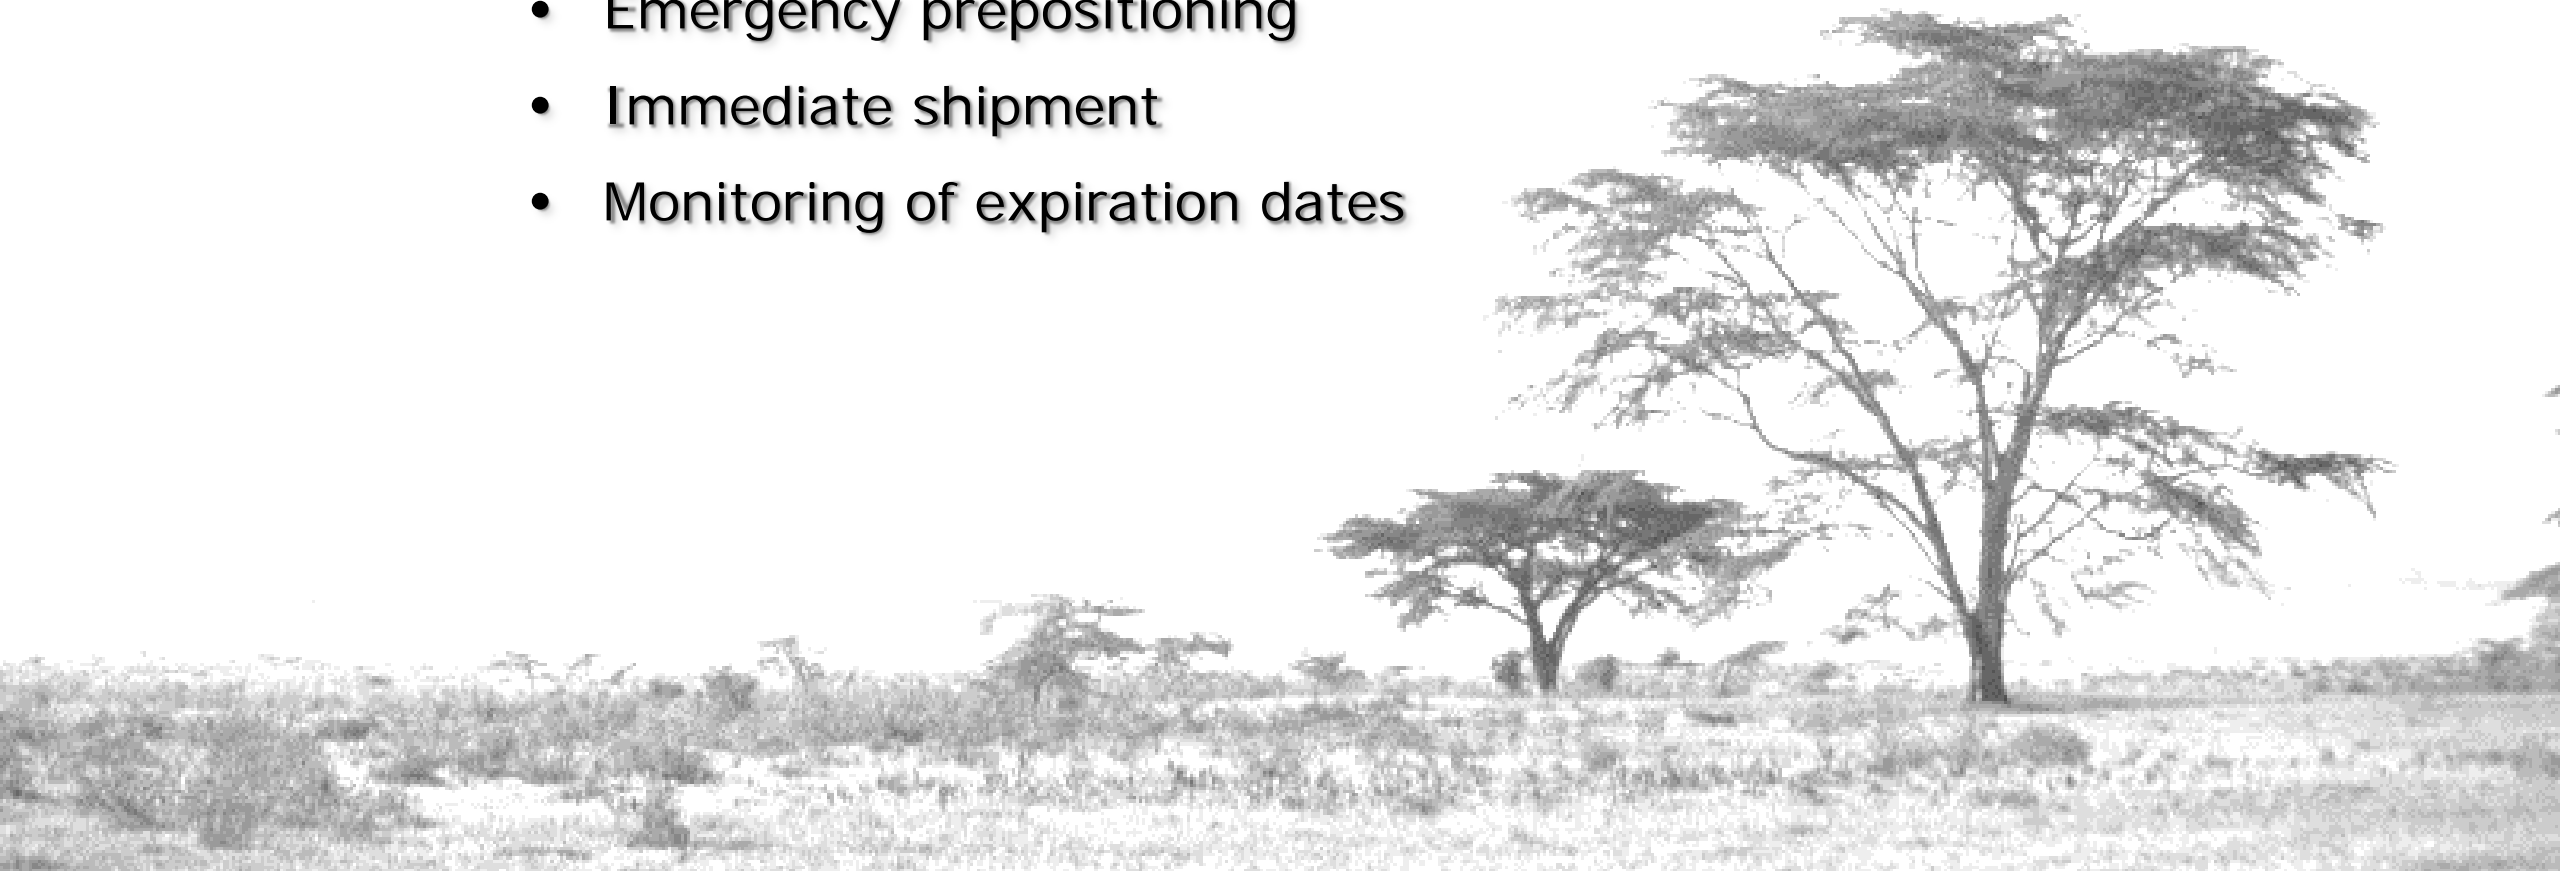 • Emergency prepositioning
• Immediate shipment
• Monitoring of expiration dates